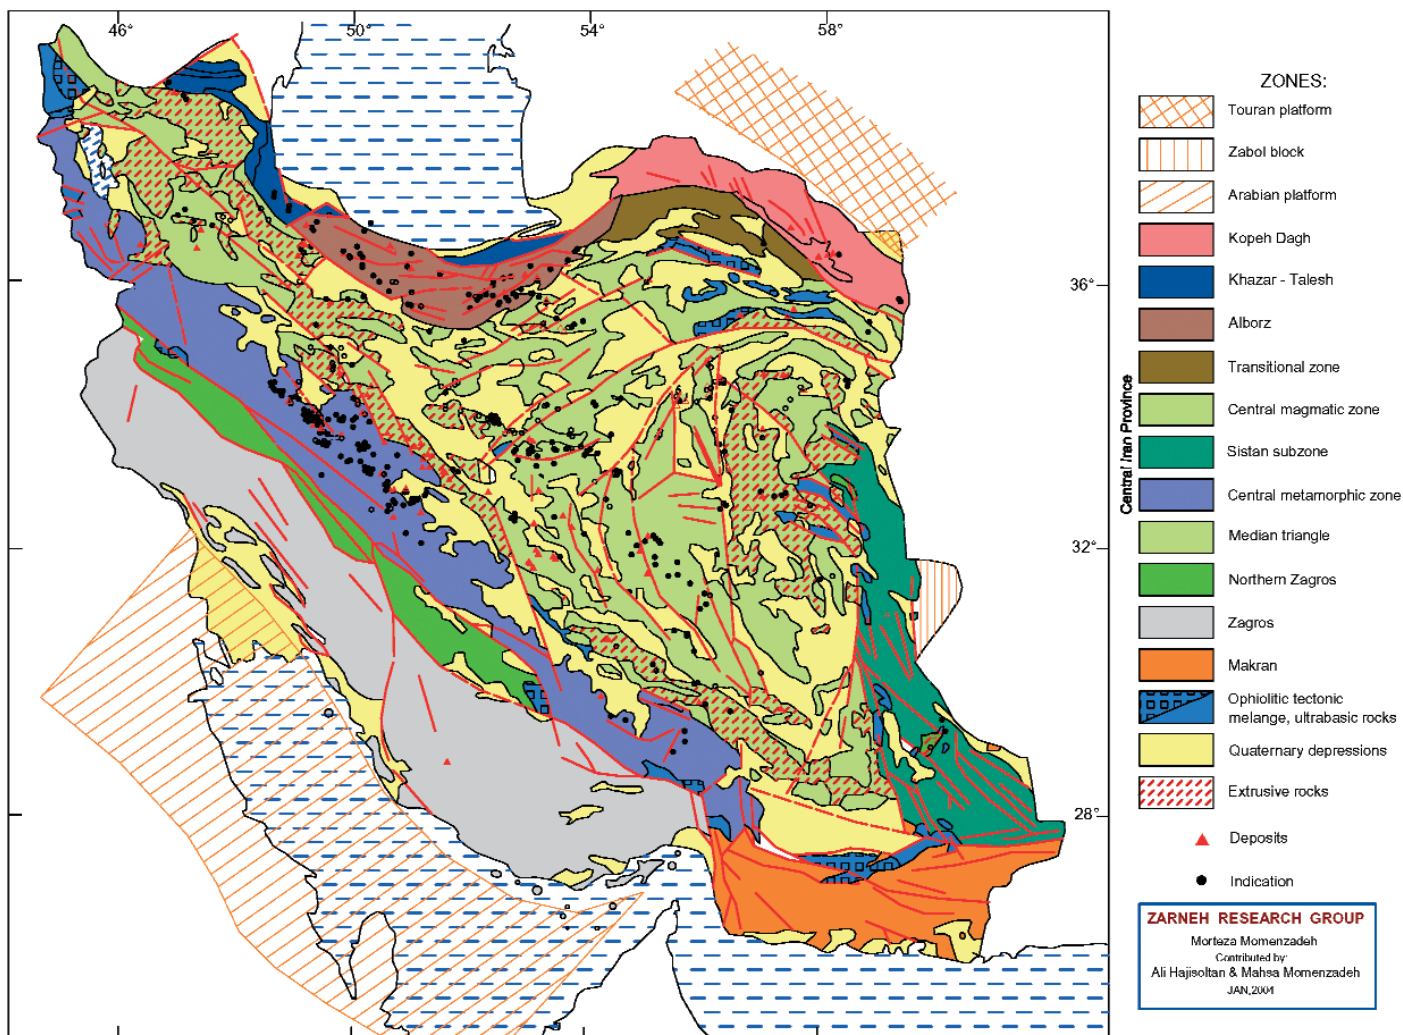 46°
50°
54°
58°
36°
32°
28°
Central Iran Province
ZONES:
Touran platform
Zabol block
Arabian platform
Kopeh Dagh
Khazar - Talesh
Alborz
Transitional zone
Central magmatic zone
Sistan subzone
Central metamorphic zone
Median triangle
Northern Zagros
Zagros
Makran
Ophiolitic tectonic
melange, ultrabasic rocks
Quaternary depressions
Extrusive rocks
Deposits
Indication
ZARNEH RESEARCH GROUP
Morteza Momenzadeh
Contributed by:
Ali Hajisoltan & Mahsa Momenzadeh
JAN,2004